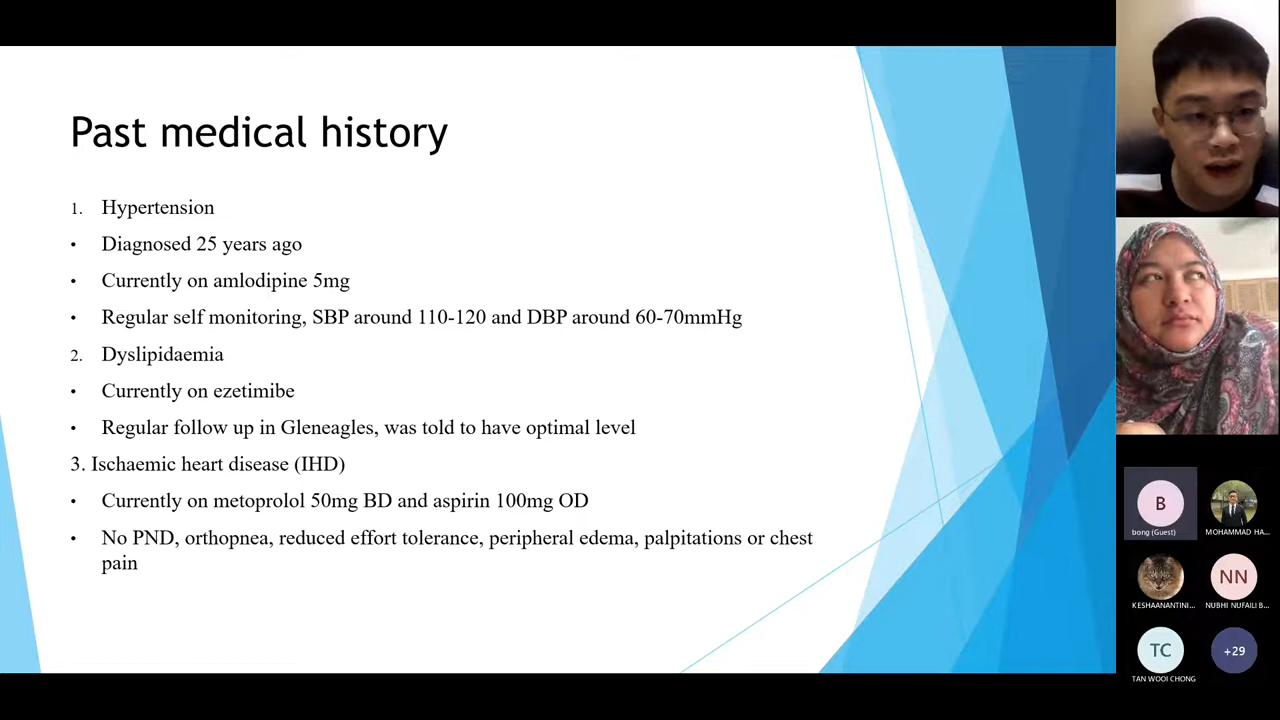 Past medical history
1. Hypertension
• Diagnosed 25 years ago
• Currently on amlodipine 5mg
• Regular self monitoring, SBP around 110-120 and DBP around 60-70mmHg
2. Dyslipidaemia
• Currently on ezetimibe
• Regular follow up in Gleneagles, was told to have optimal level
3. Ischaemic heart disease (IHD)
• Currently on metoprolol 50mg BD and aspirin 100mg OD
• No PND, orthopnea, reduced effort tolerance, peripheral edema, palpitations or chest
pain
B
bong (Guest)
MOHAMMAD HA...
KESHAANANTINI...
NN
NUBHI NUFAILI B...
TC
TAN WOOI CHONG
+29